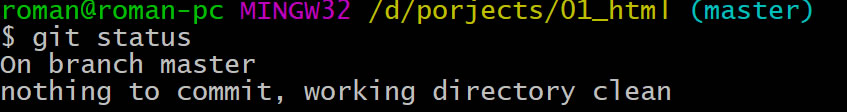 roman@roman-pc MINGW32 /d/porjects/01_html (master)
$ git status
On branch master
nothing to commit, working directory clean